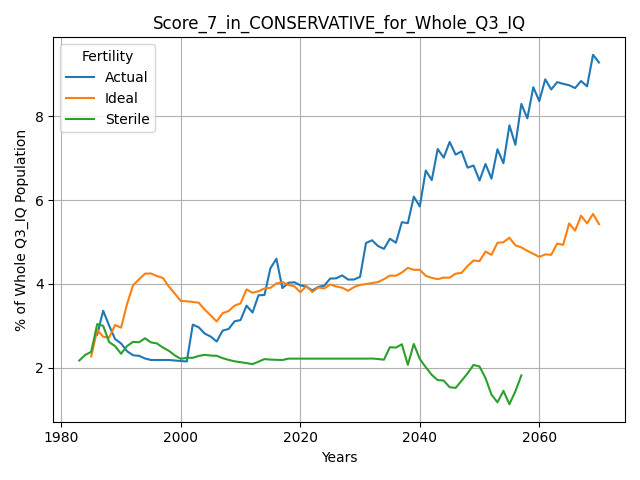 Score_7_in_CONSERVATIVE_for_Whole_Q3_IQ
Fertility
Actual
Ideal
Sterile
% of Whole Q3_IQ Population
8
6
4
2
1980
2000
2020
2040
2060
Years